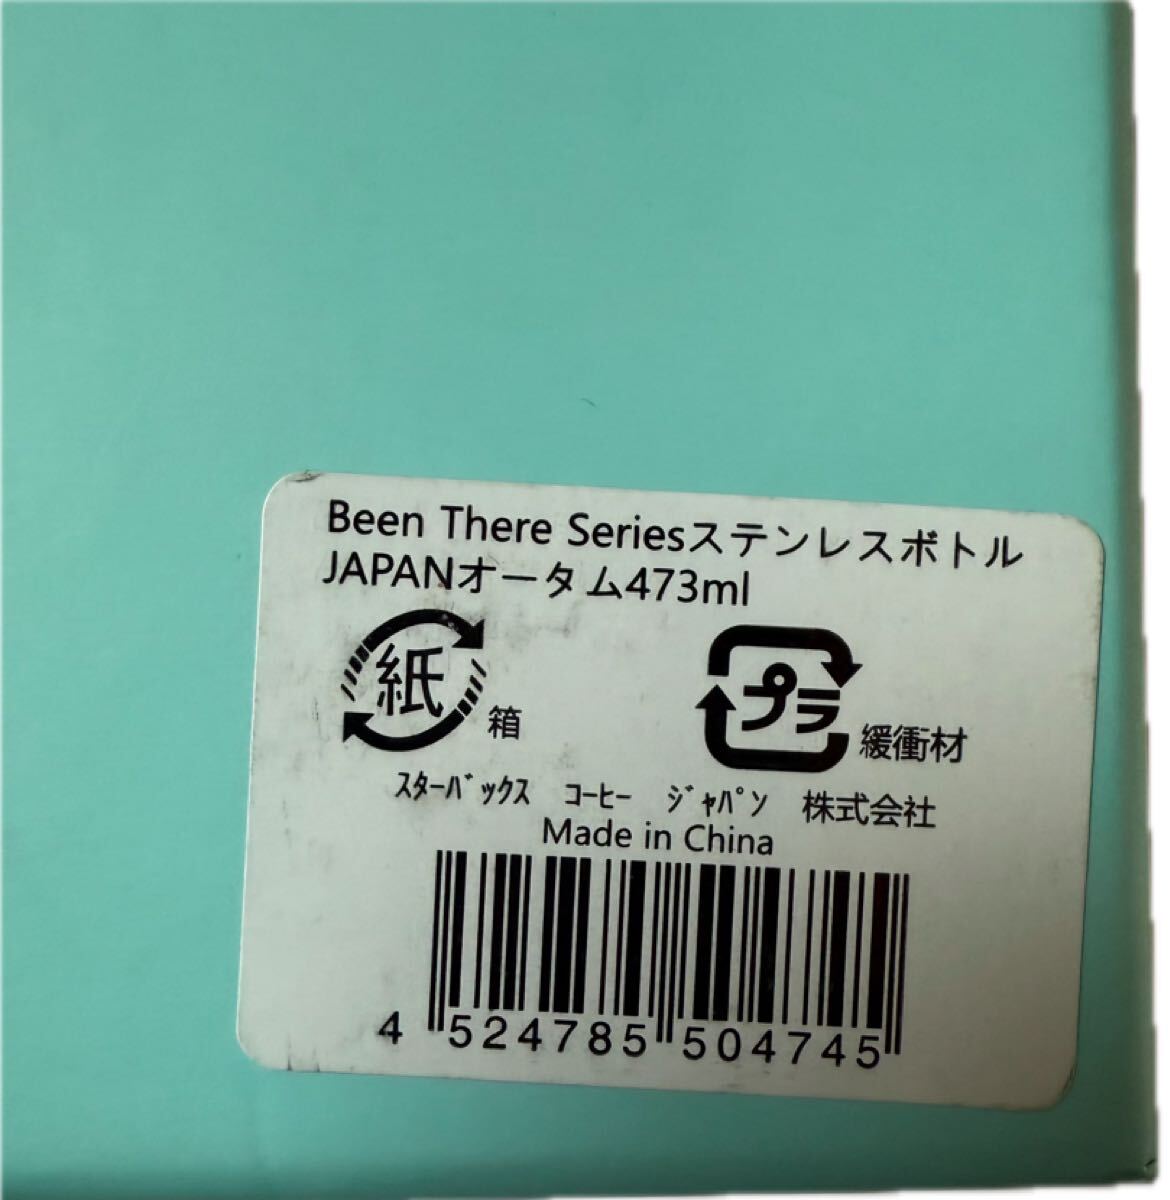 Been There Seriesステンレスボトル
JAPANオータム473ml
紙 箱
プラ 緩衝材
ｽﾀｰﾊﾞｯｸｽ ｺｰﾋｰ ｼﾞｬﾊﾟﾝ 株式会社
Made in China
4 524785 504745